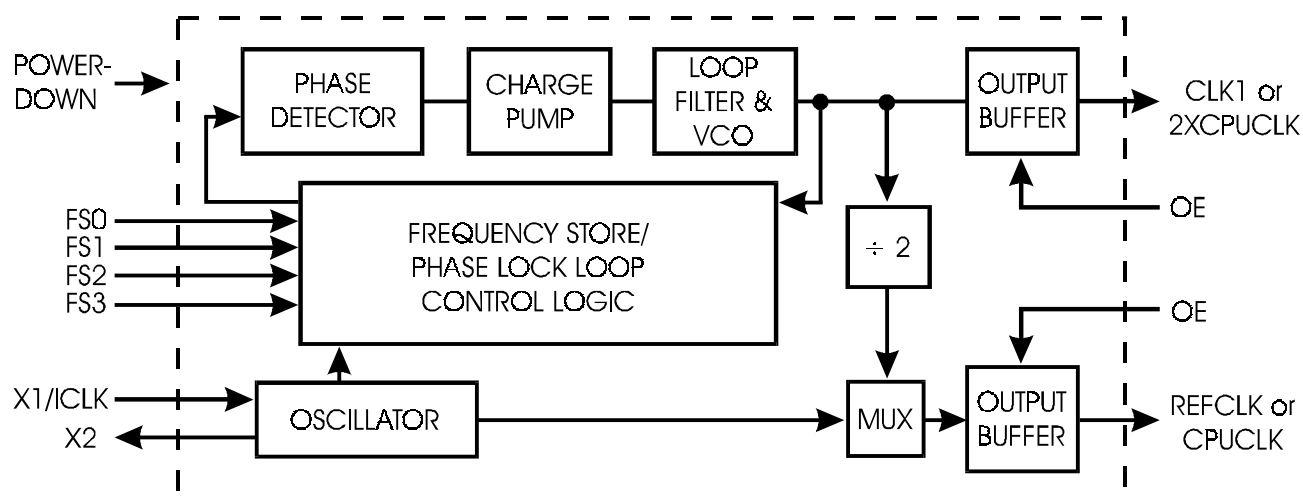 POWER-
DOWN
PHASE
DETECTOR
CHARGE
PUMP
LOOP
FILTER &
VCO
OUTPUT
BUFFER
CLK1 or
2XCPUCLK
OE
FS0
FS1
FS2
FS3
FREQUENCY STORE/
PHASE LOCK LOOP
CONTROL LOGIC
÷ 2
OE
X1/ICLK
X2
OSCILLATOR
MUX
OUTPUT
BUFFER
REFCLK or
CPUCLK